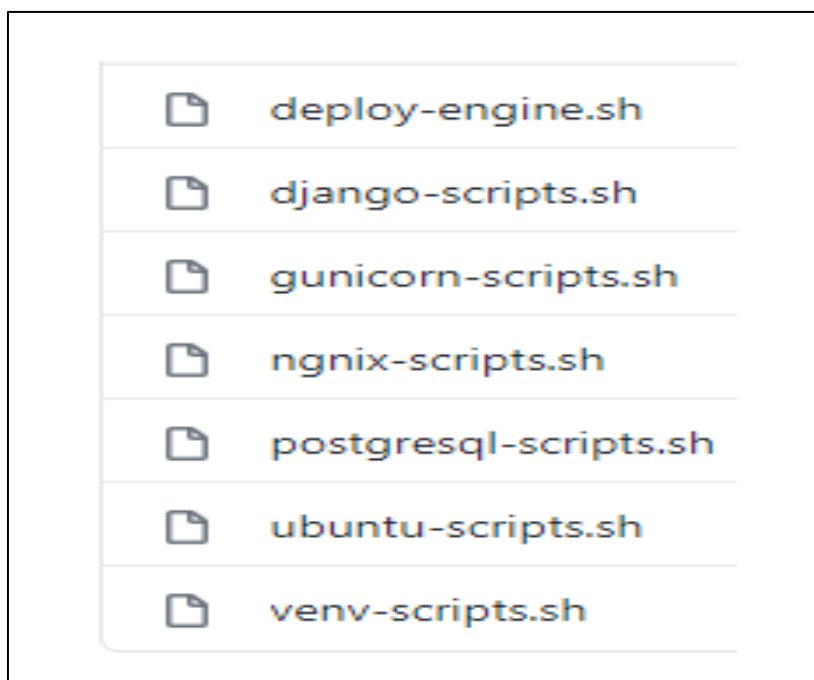 deploy-engine.sh
django-scripts.sh
gunicorn-scripts.sh
ngnix-scripts.sh
postgresql-scripts.sh
ubuntu-scripts.sh
venv-scripts.sh